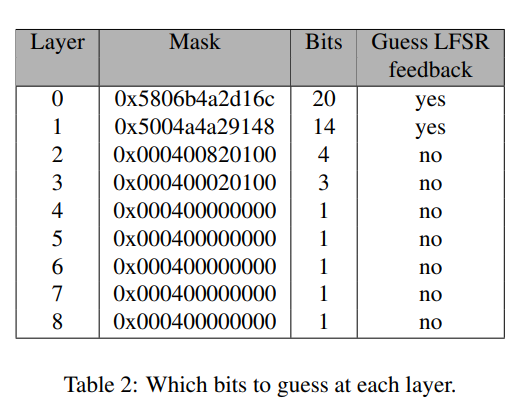 Layer Mask Bits Guess LFSR
feedback
0 0x5806b4a2d16c 20 yes
1 0x5004a4a29148 14 yes
2 0x000400820100 4 no
3 0x000400020100 3 no
4 0x000400000000 1 no
5 0x000400000000 1 no
6 0x000400000000 1 no
7 0x000400000000 1 no
8 0x000400000000 1 no
Table 2: Which bits to guess at each layer.